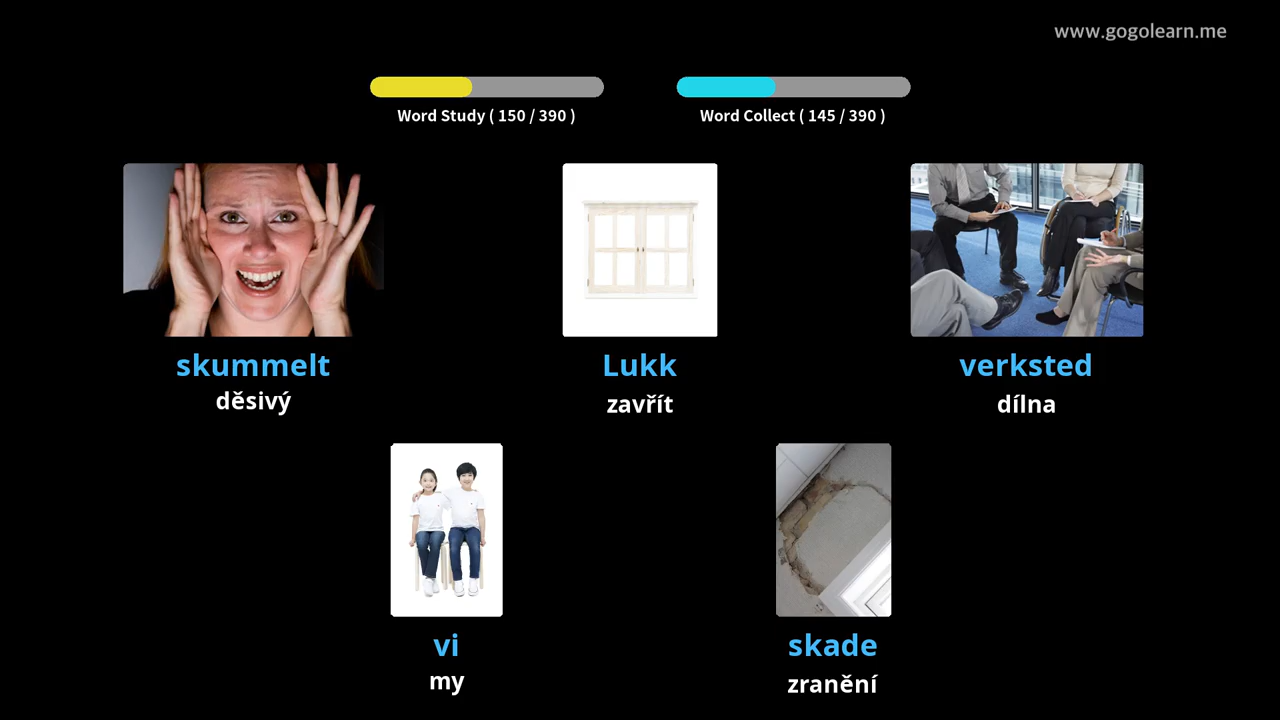 www.gogolearn.me
Word Study ( 150 / 390 )
Word Collect ( 145 / 390 )
skummelt
děsivý
Lukk
zavřít
verksted
dílna
vi
my
skade
zranění